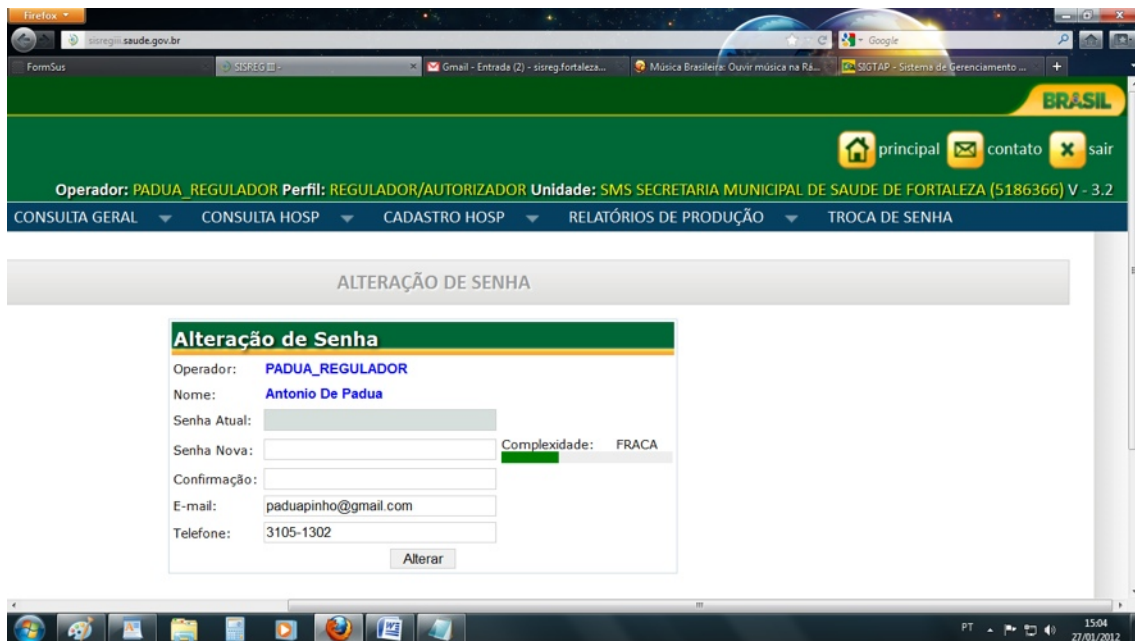 Firefox
sisregiii.saude.gov.br
Google
FormSus
SISREG III -
Gmail - Entrada (2) - sisreg.fortaleza...
Música Brasileira: Ouvir música na Rá...
SIGTAP - Sistema de Gerenciamento ...
BRASIL
principal
contato
sair
Operador: PADUA_REGULADOR Perfil: REGULADOR/AUTORIZADOR Unidade: SMS SECRETARIA MUNICIPAL DE SAUDE DE FORTALEZA (5186366) V - 3.2
CONSULTA GERAL CONSULTA HOSP CADASTRO HOSP RELATÓRIOS DE PRODUÇÃO TROCA DE SENHA
ALTERAÇÃO DE SENHA
Alteração de Senha
Operador: PADUA_REGULADOR
Nome: Antonio De Padua
Senha Atual:
Senha Nova: Complexidade: FRACA
Confirmação:
E-mail: paduapinho@gmail.com
Telefone: 3105-1302
Alterar
PT
15:04
27/01/2012